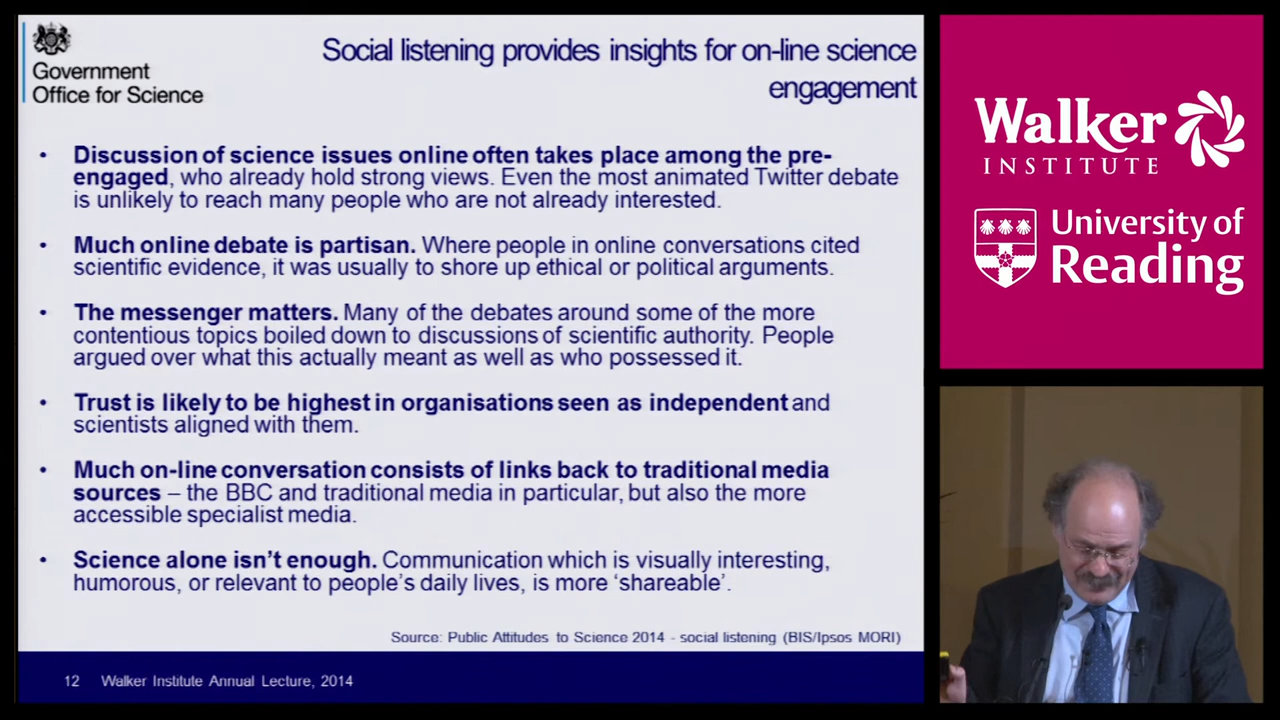 Government
Office for Science
Social listening provides insights for on-line science
engagement
• Discussion of science issues online often takes place among the pre-
engaged, who already hold strong views. Even the most animated Twitter debate
is unlikely to reach many people who are not already interested.
• Much online debate is partisan. Where people in online conversations cited
scientific evidence, it was usually to shore up ethical or political arguments.
• The messenger matters. Many of the debates around some of the more
contentious topics boiled down to discussions of scientific authority. People
argued over what this actually meant as well as who possessed it.
• Trust is likely to be highest in organisations seen as independent and
scientists aligned with them.
• Much on-line conversation consists of links back to traditional media
sources – the BBC and traditional media in particular, but also the more
accessible specialist media.
• Science alone isn’t enough. Communication which is visually interesting,
humorous, or relevant to people’s daily lives, is more ‘shareable’.
Source: Public Attitudes to Science 2014 - social listening (BIS/Ipsos MORI)
12 Walker Institute Annual Lecture, 2014
Walker
INSTITUTE
University of
Reading